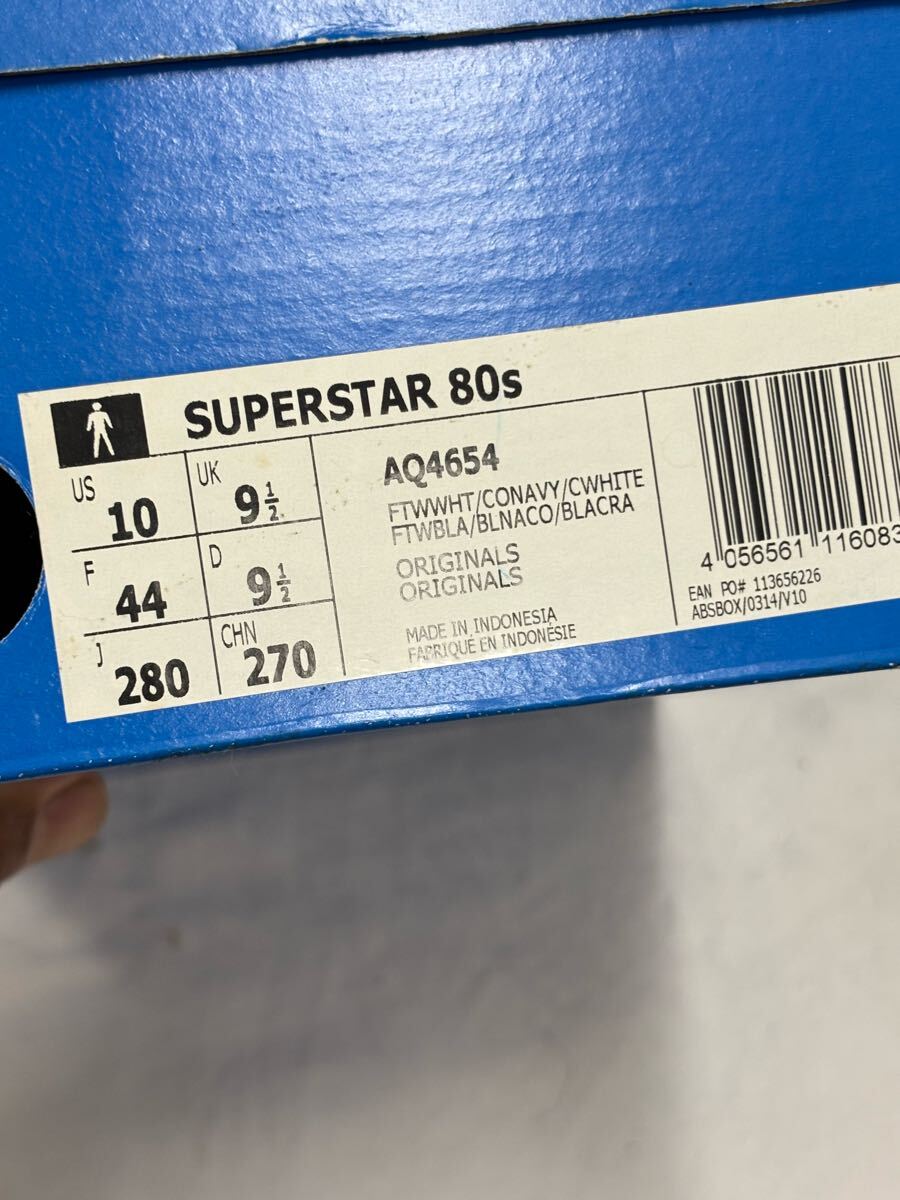 SUPERSTAR 80s
US 10 UK 9 1/2
F 44 D 9 1/2
J 280 CHN 270
AQ4654
FTWWHT/CONAVY/CWHITE
FTWBLA/BLNACO/BLACRA
ORIGINALS
ORIGINALS
MADE IN INDONESIA
FABRIQUÉ EN INDONÉSIE
4 056561 116083
EAN PO# 113656226
ABSBOX/0314/V10